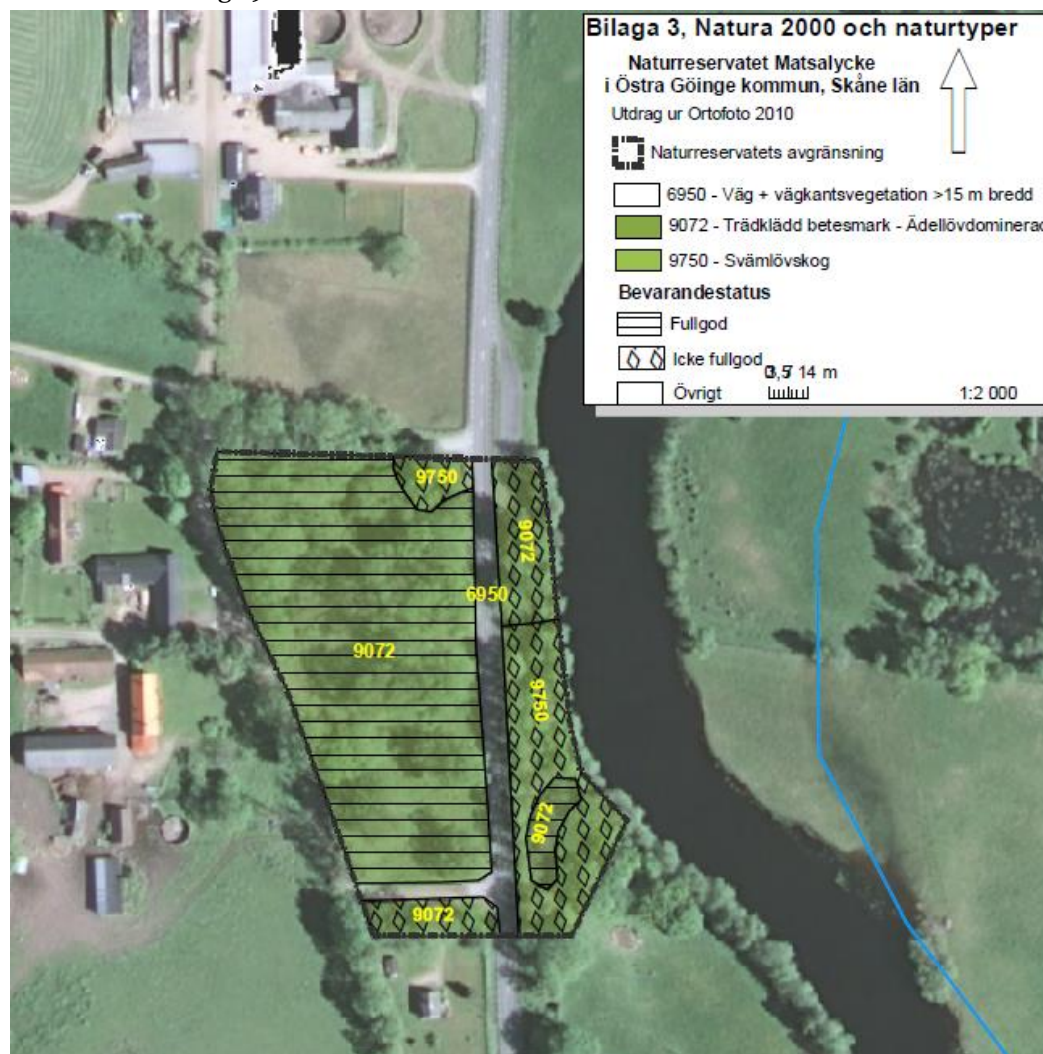 Bilaga 3, Natura 2000 och naturtyper
Naturreservatet Matsalycke
i Östra Göinge kommun, Skåne län
Utdrag ur Ortofoto 2010
Naturreservatets avgränsning
6950 - Väg + vägkantsvegetation >15 m bredd
9072 - Trädklädd betesmark - Ädellövdominerad
9750 - Svämlövskog
Bevarandestatus
Fullgod
Icke fullgod
Övrigt
14 m
1:2 000
9750
9072
6950
9072
9750
9072
9072